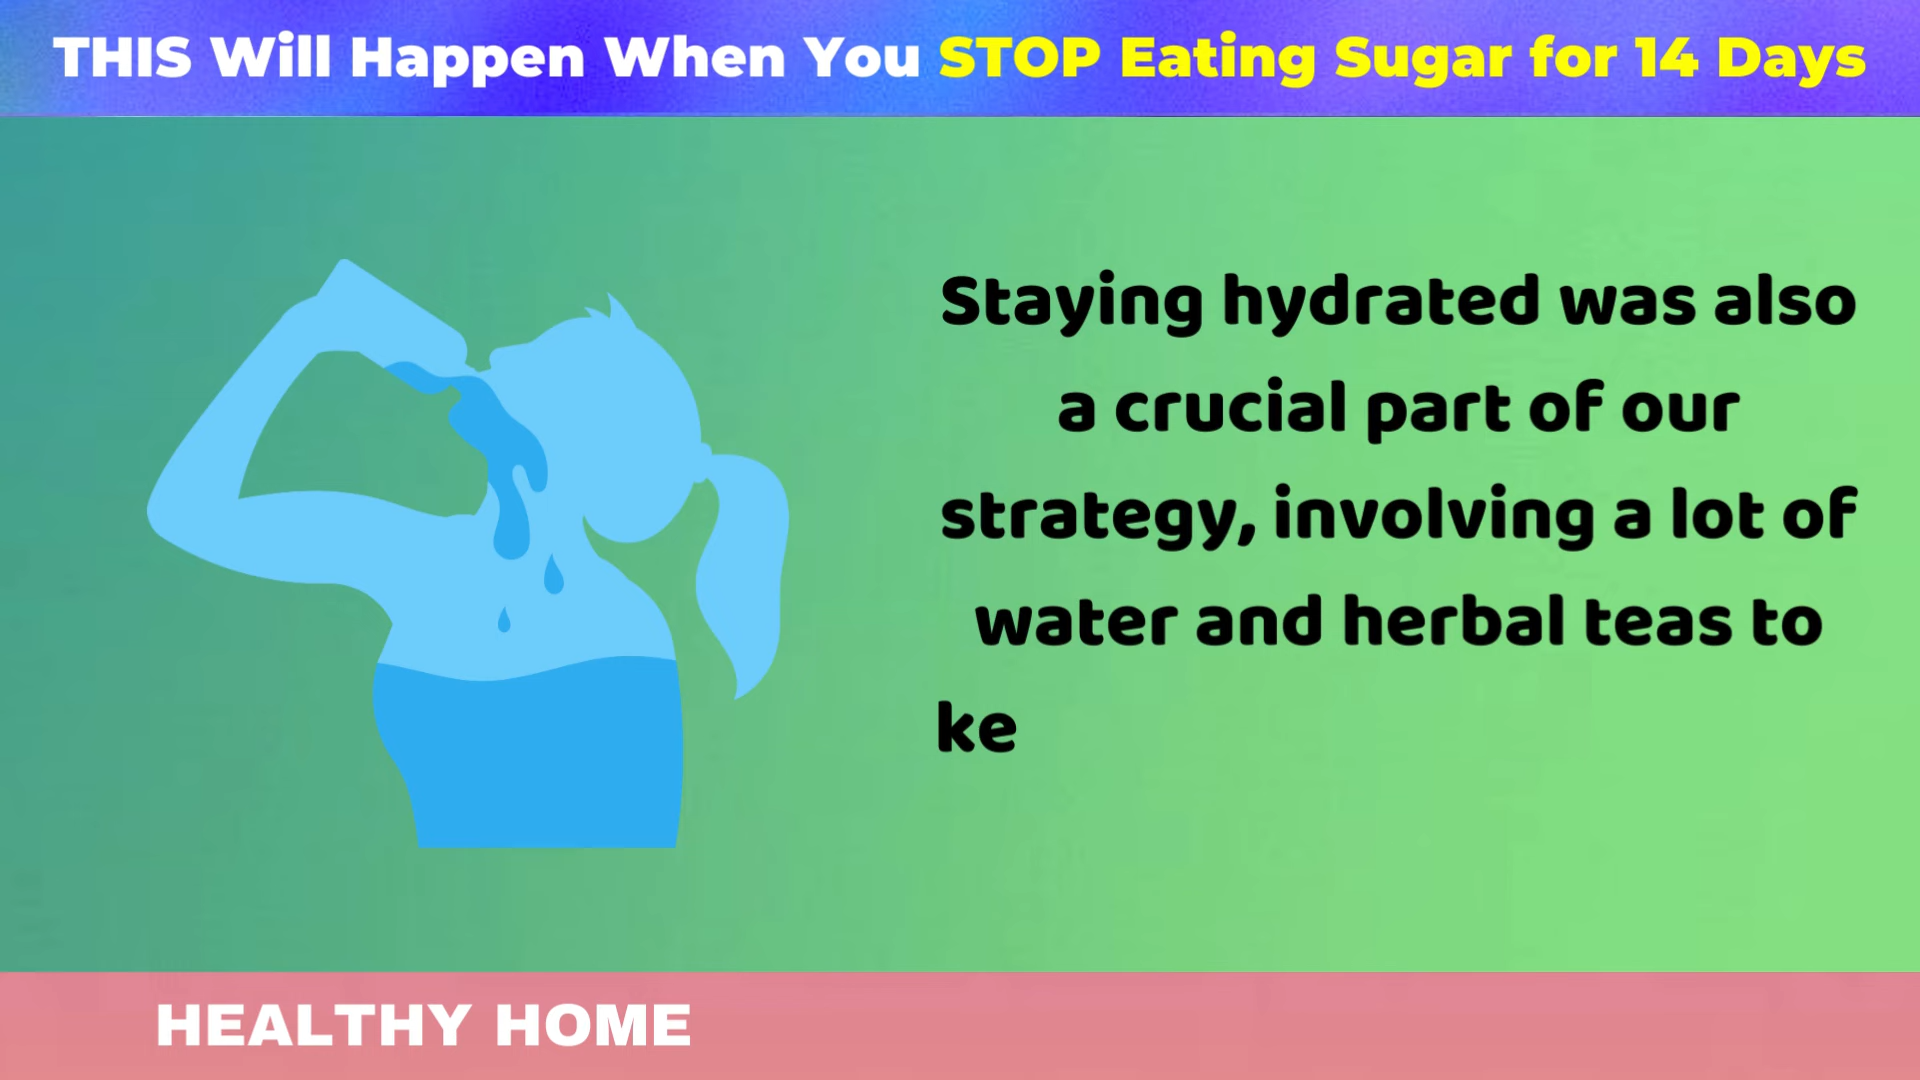 THIS Will Happen When You STOP Eating Sugar for 14 Days
Staying hydrated was also
a crucial part of our
strategy, involving a lot of
water and herbal teas to
ke
HEALTHY HOME